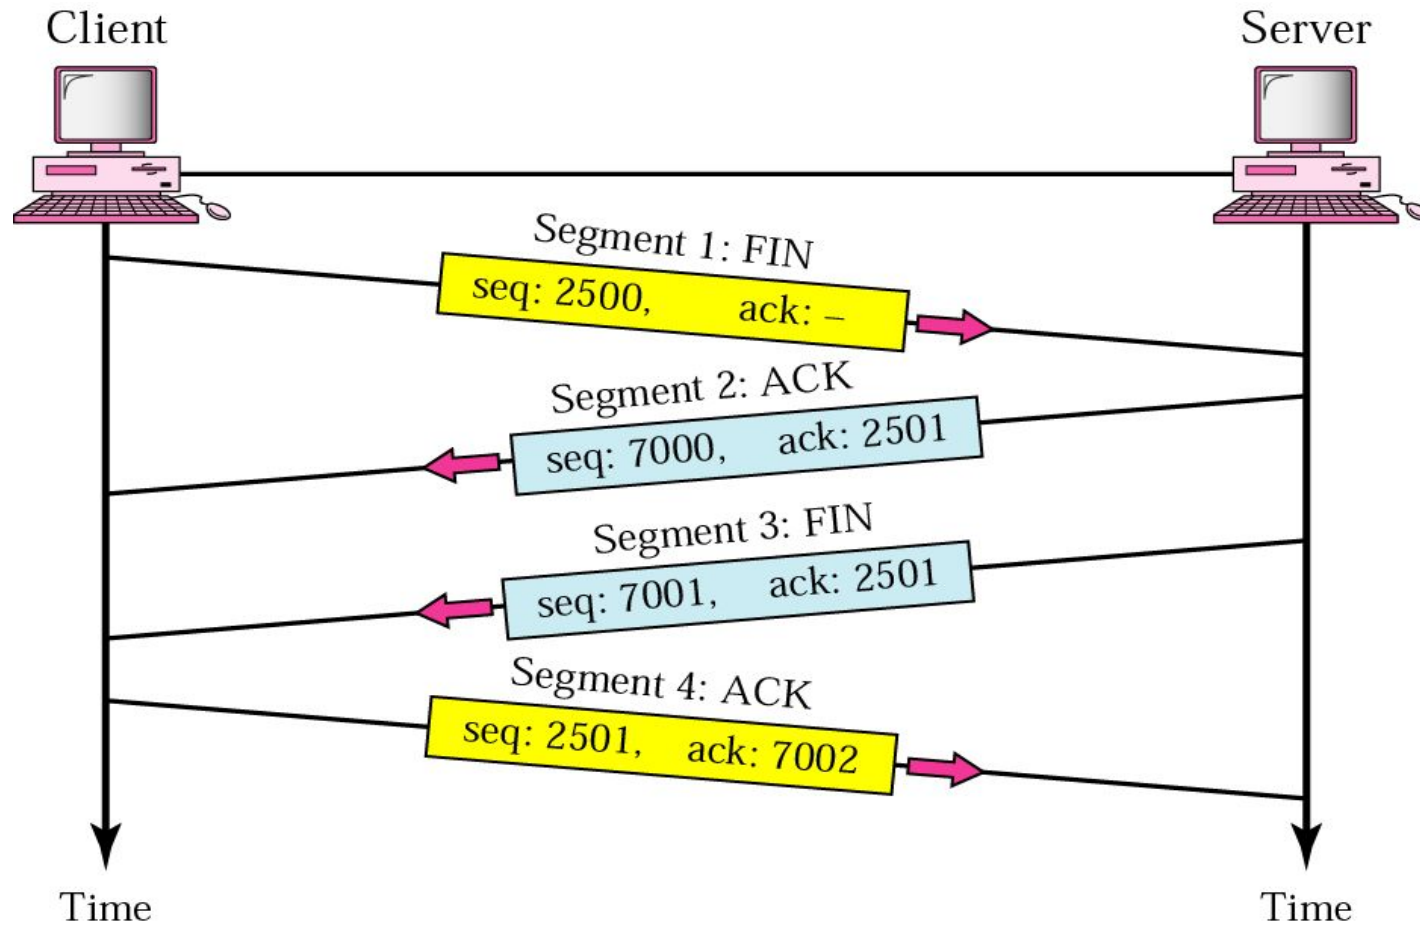 Client
Server
Segment 1: FIN
seq: 2500, ack: –
Segment 2: ACK
seq: 7000, ack: 2501
Segment 3: FIN
seq: 7001, ack: 2501
Segment 4: ACK
seq: 2501, ack: 7002
Time
Time